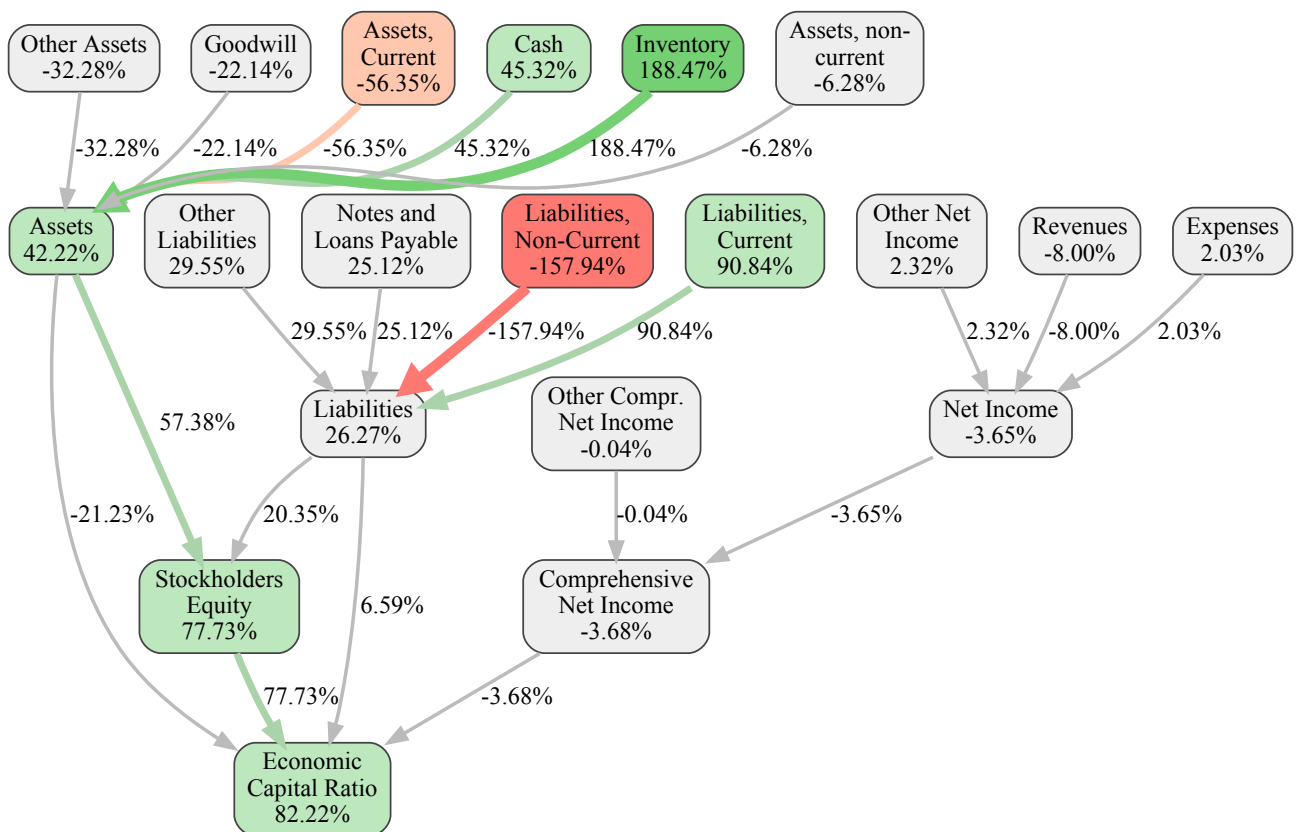 Other Assets
-32.28%
Goodwill
-22.14%
Assets,
Current
-56.35%
Cash
45.32%
Inventory
188.47%
Assets, non-
current
-6.28%
-32.28%
-22.14%
-56.35%
45.32%
188.47%
-6.28%
Assets
42.22%
Other
Liabilities
29.55%
Notes and
Loans Payable
25.12%
Liabilities,
Non-Current
-157.94%
Liabilities,
Current
90.84%
Other Net
Income
2.32%
Revenues
-8.00%
Expenses
2.03%
29.55%
25.12%
-157.94%
90.84%
2.32%
-8.00%
2.03%
57.38%
Liabilities
26.27%
Other Compr.
Net Income
-0.04%
Net Income
-3.65%
-21.23%
20.35%
-0.04%
-3.65%
Stockholders
Equity
77.73%
6.59%
Comprehensive
Net Income
-3.68%
77.73%
-3.68%
Economic
Capital Ratio
82.22%